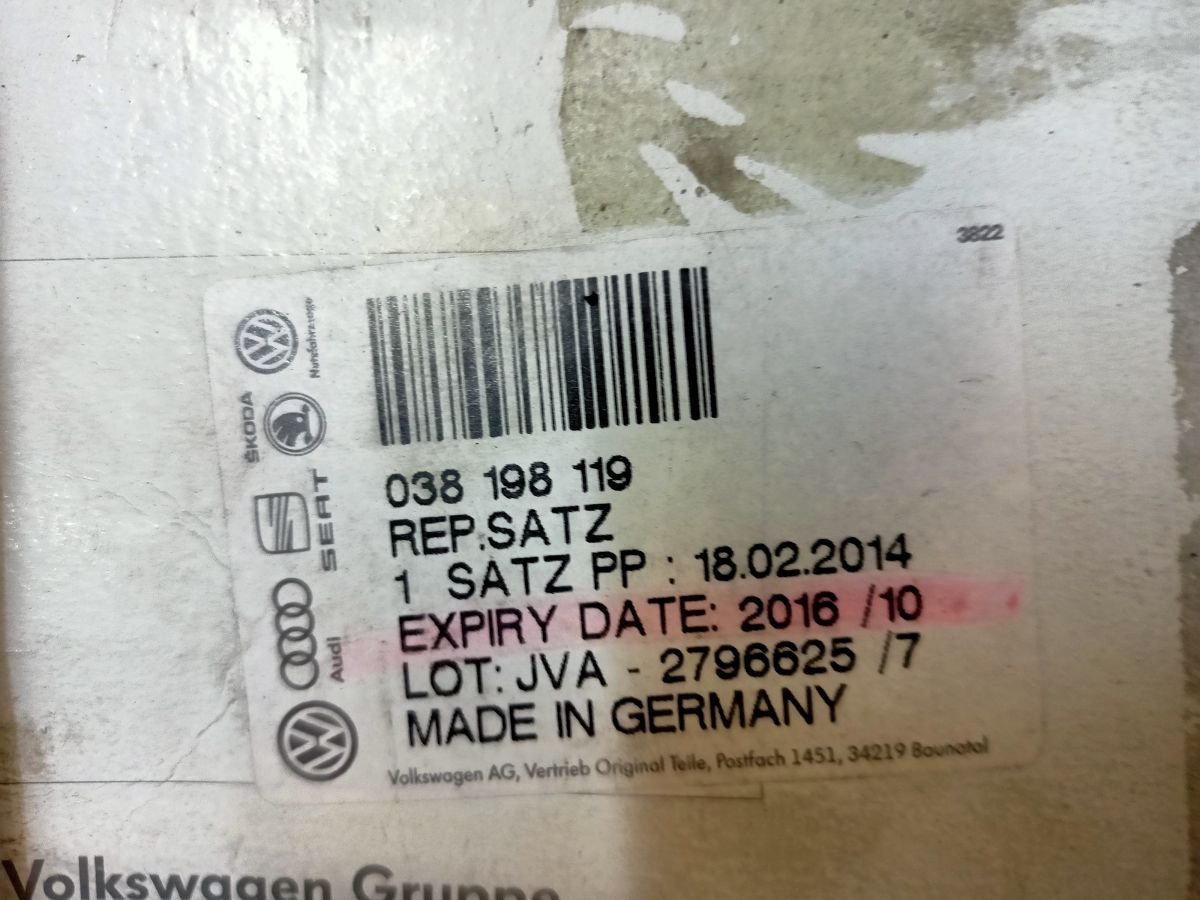 3822
Nutzfahrzeuge
ŠKODA
SEAT
Audi
038 198 119
REP.SATZ
1 SATZ PP : 18.02.2014
EXPIRY DATE: 2016 /10
LOT: JVA - 2796625 /7
MADE IN GERMANY
Volkswagen AG, Vertrieb Original Teile, Postfach 1451, 34219 Baunatal
Volkswagen Gruppe